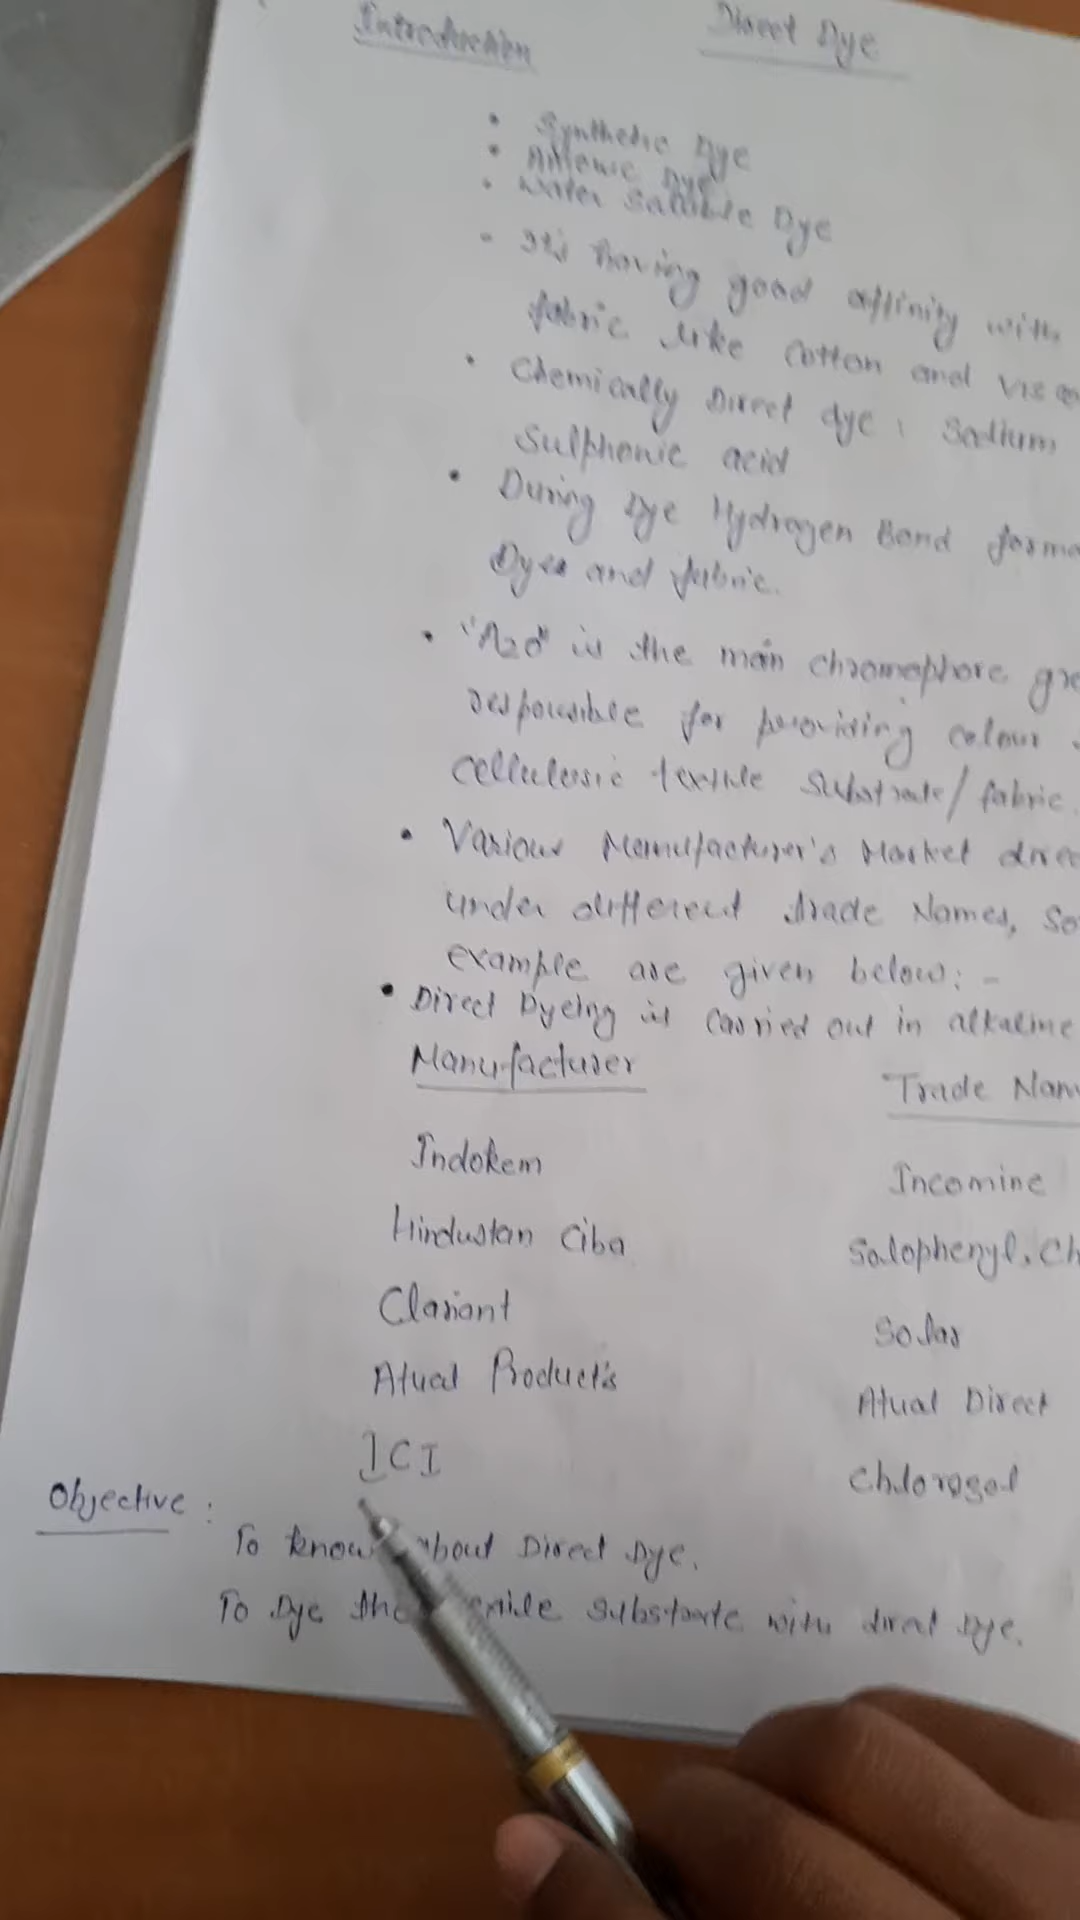 Introduction Direct Dye
• Synthetic Dye
• Anionic Dye
• Water Saluble Dye
• It's having good affinity with
fabric like Cotton and
• Chemically Direct dye : Sodium
Sulphonic acid
• During Dye Hydrogen Bond
Dyes and fabric.
• "Azo" is the main chromophore
responsible for providing colour
cellulosic textile Substrate/fabric.
• Various Manufacturer's Market
under different trade Names,
example are given below: -
• Direct Dyeing is carried out in alkaline
Manufacturer Trade
Indokem Incomine
Hindustan Ciba Solophenyl,
Clariant Solar
Atual Product's Atual Direct
ICI Chlorosol
Objective :
To know about Direct Dye.
To Dye the Substrate with direct Dye.